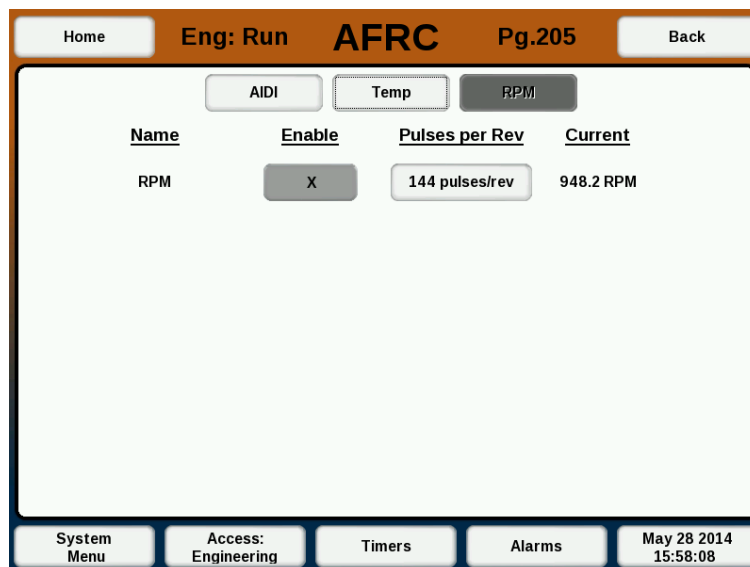 Home Eng: Run AFRC Pg.205 Back
AIDI Temp RPM
Name Enable Pulses per Rev Current
RPM X 144 pulses/rev 948.2 RPM
System Menu Access: Engineering Timers Alarms May 28 2014 15:58:08